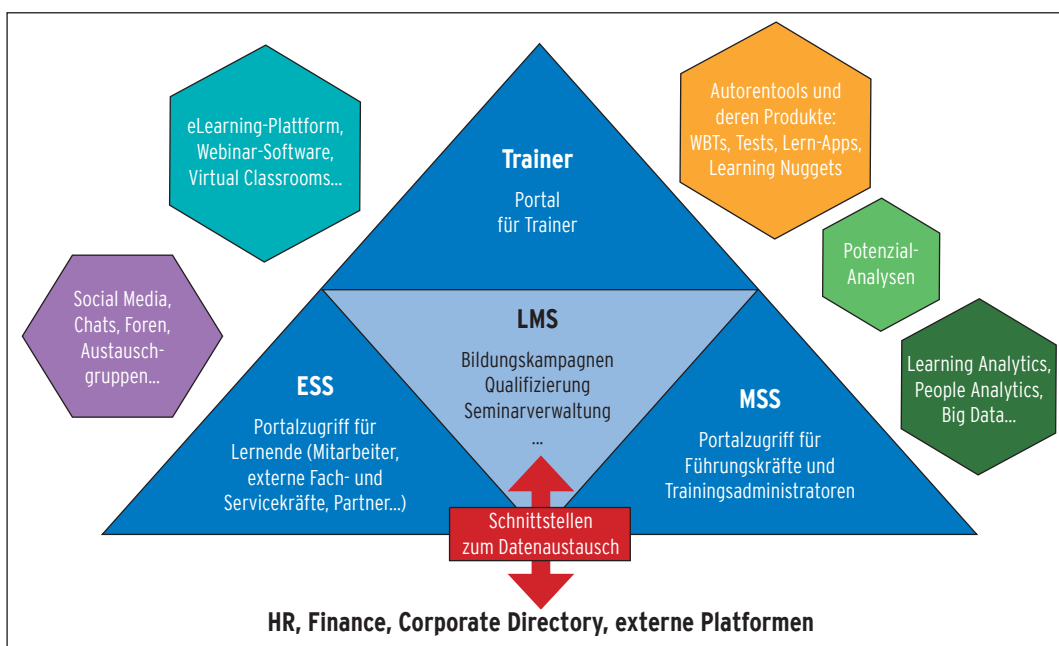 eLearning-Plattform,
Webinar-Software,
Virtual Classrooms...
Autorentools und
deren Produkte:
WBTs, Tests, Lern-Apps,
Learning Nuggets
Trainer
Portal
für Trainer
Potenzial-
Analysen
Social Media,
Chats, Foren,
Austausch-
gruppen...
LMS
Bildungskampagnen
Qualifizierung
Seminarverwaltung
...
Learning Analytics,
People Analytics,
Big Data...
ESS
Portalzugriff für
Lernende (Mitarbeiter,
externe Fach- und
Servicekräfte, Partner...)
MSS
Portalzugriff für
Führungskräfte und
Trainingsadministratoren
Schnittstellen
zum Datenaustausch
HR, Finance, Corporate Directory, externe Platformen